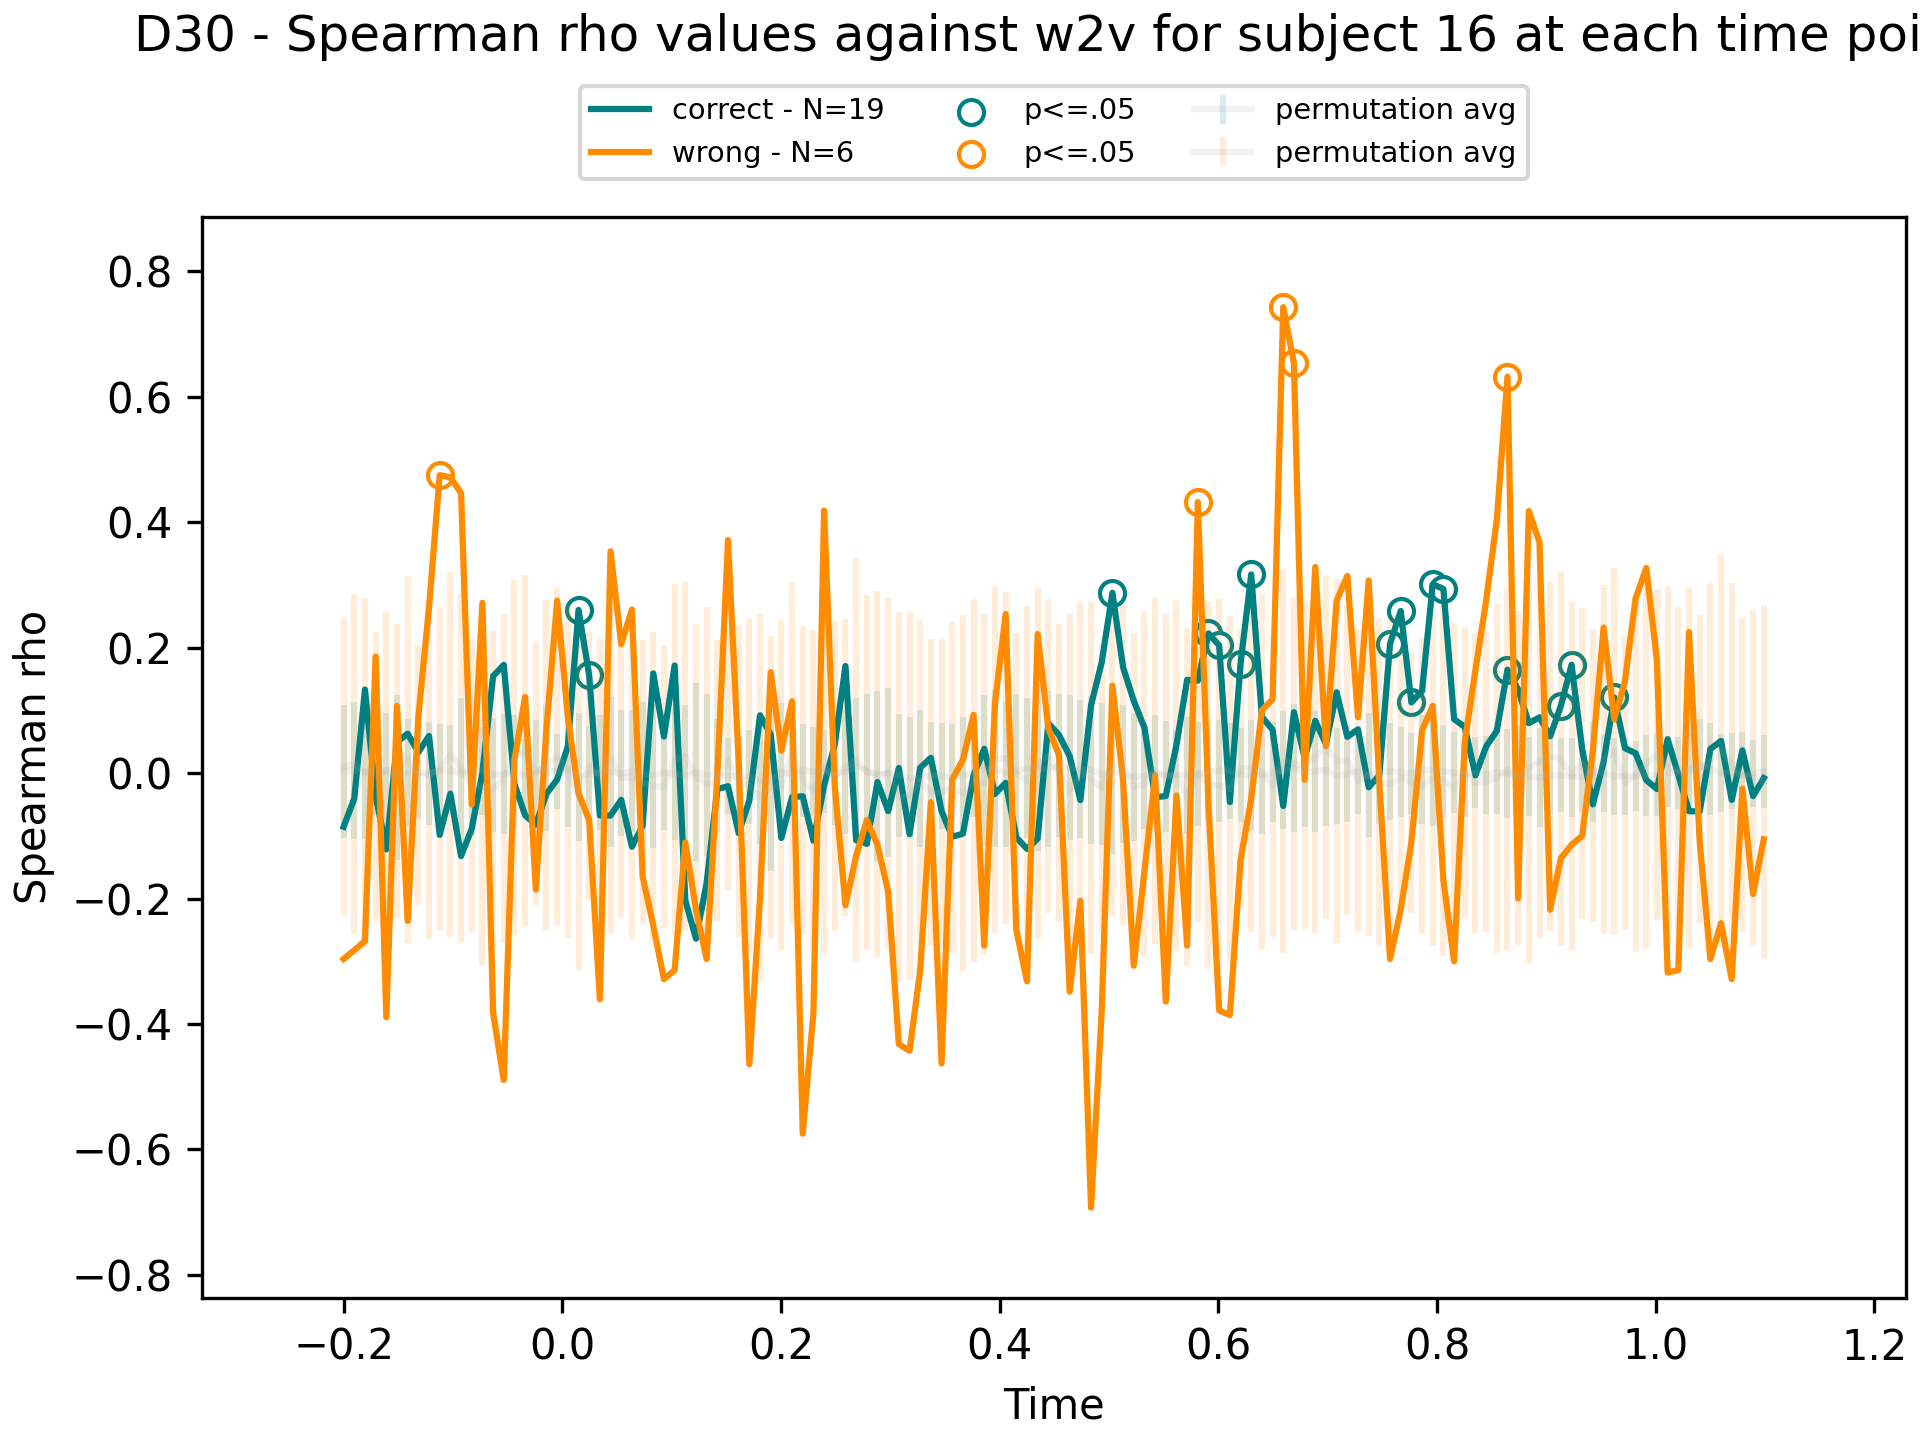 D30 - Spearman rho values against w2v for subject 16 at each time poi
correct - N=19
wrong - N=6
p<=.05
p<=.05
permutation avg
permutation avg
0.8
0.6
0.4
0.2
0.0
−0.2
−0.4
−0.6
−0.8
Spearman rho
−0.2 0.0 0.2 0.4 0.6 0.8 1.0 1.2
Time